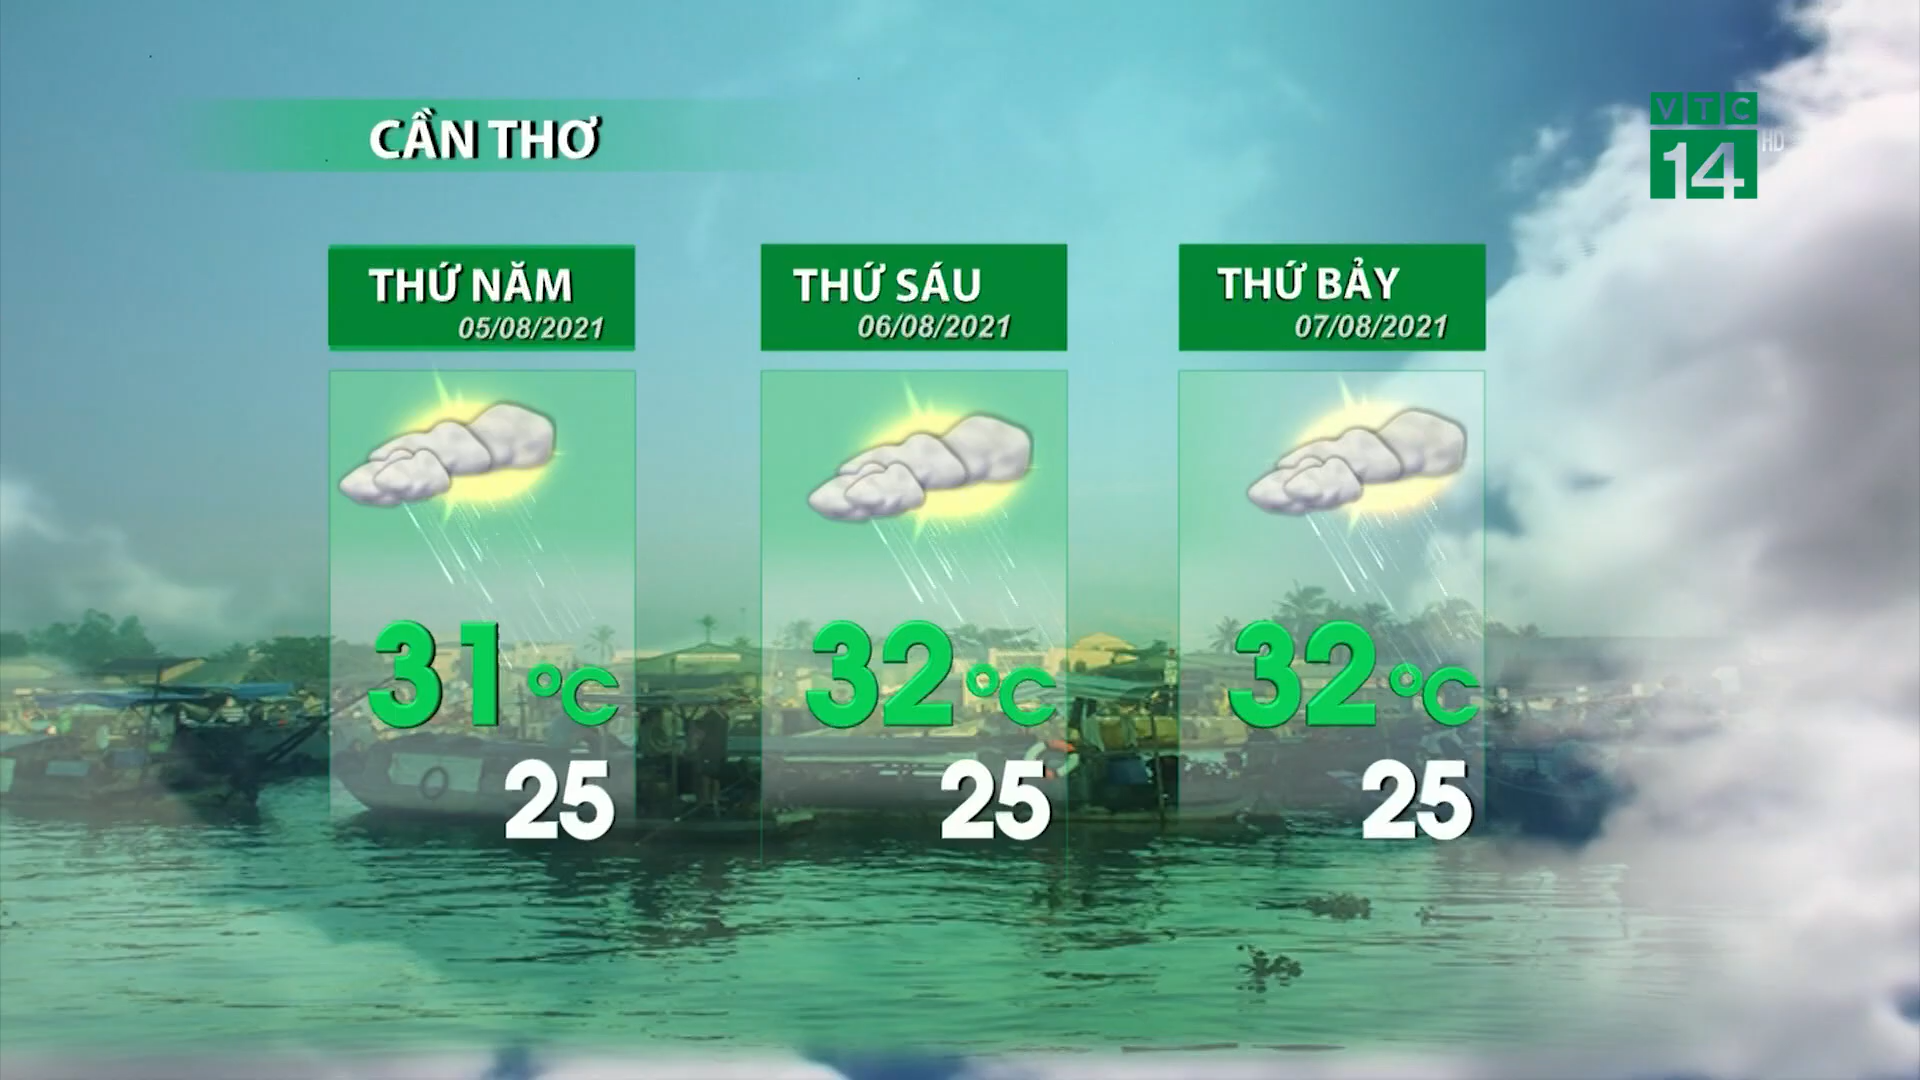 CẦN THƠ
VTC
14
HD
THỨ NĂM
05/08/2021
THỨ SÁU
06/08/2021
THỨ BẢY
07/08/2021
31 °C
32 °C
32 °C
25
25
25